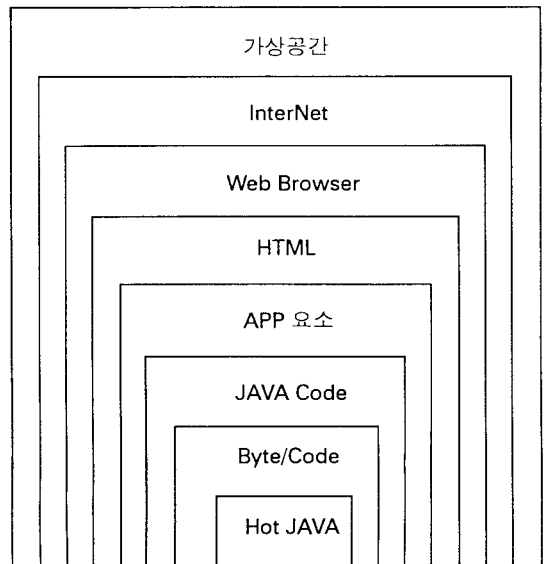 가상공간
InterNet
Web Browser
HTML
APP 요소
JAVA Code
Byte/Code
Hot JAVA